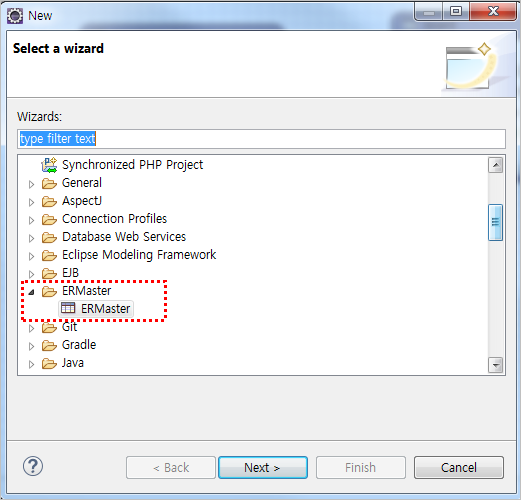 New
Select a wizard
Wizards:
type filter text
Synchronized PHP Project
General
AspectJ
Connection Profiles
Database Web Services
Eclipse Modeling Framework
EJB
ERMaster
ERMaster
Git
Gradle
Java
?
< Back
Next >
Finish
Cancel